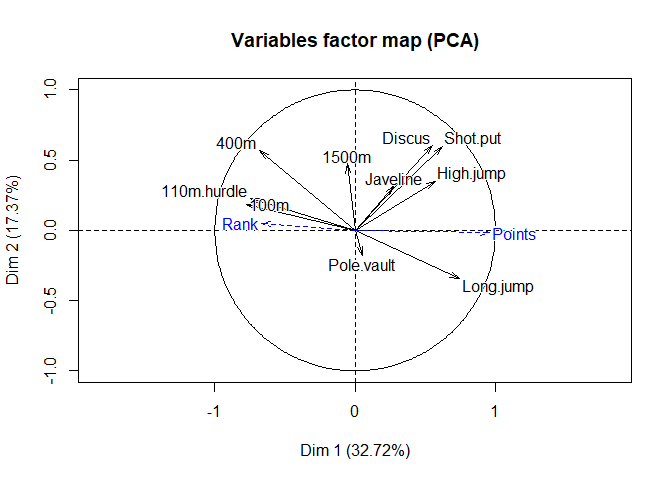 Variables factor map (PCA)
Dim 2 (17.37%)
1.0
0.5
0.0
-0.5
-1.0
400m
1500m
Discus
Shot.put
Javeline
High.jump
110m.hurdle
100m
Rank
Points
Pole.vault
Long.jump
-1
0
1
Dim 1 (32.72%)